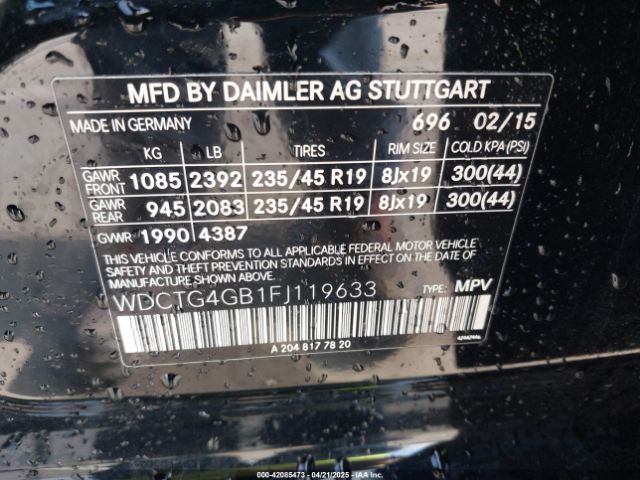 MFD BY DAIMLER AG STUTTGART
MADE IN GERMANY 696 02/15
KG LB TIRES RIM SIZE COLD KPA (PSI)
GAWR FRONT 1085 2392 235/45 R19 8Jx19 300(44)
GAWR REAR 945 2083 235/45 R19 8Jx19 300(44)
GVWR 1990 4387
THIS VEHICLE CONFORMS TO ALL APPLICABLE FEDERAL MOTOR VEHICLE
SAFETY AND THEFT PREVENTION STANDARDS IN EFFECT ON THE DATE OF
MANUFACTURE SHOWN ABOVE.
WDCTG4GB1FJ119633 TYPE: MPV
A 204 817 78 20
000-42085473 - 04/21/2025 - IAA Inc.